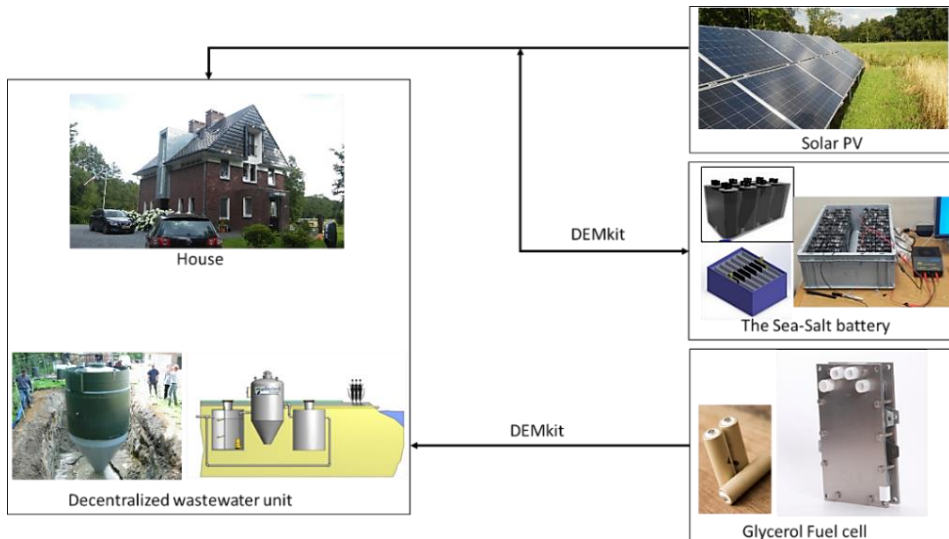 Solar PV
House
DEMkit
The Sea-Salt battery
DEMkit
Decentralized wastewater unit
Glycerol Fuel cell